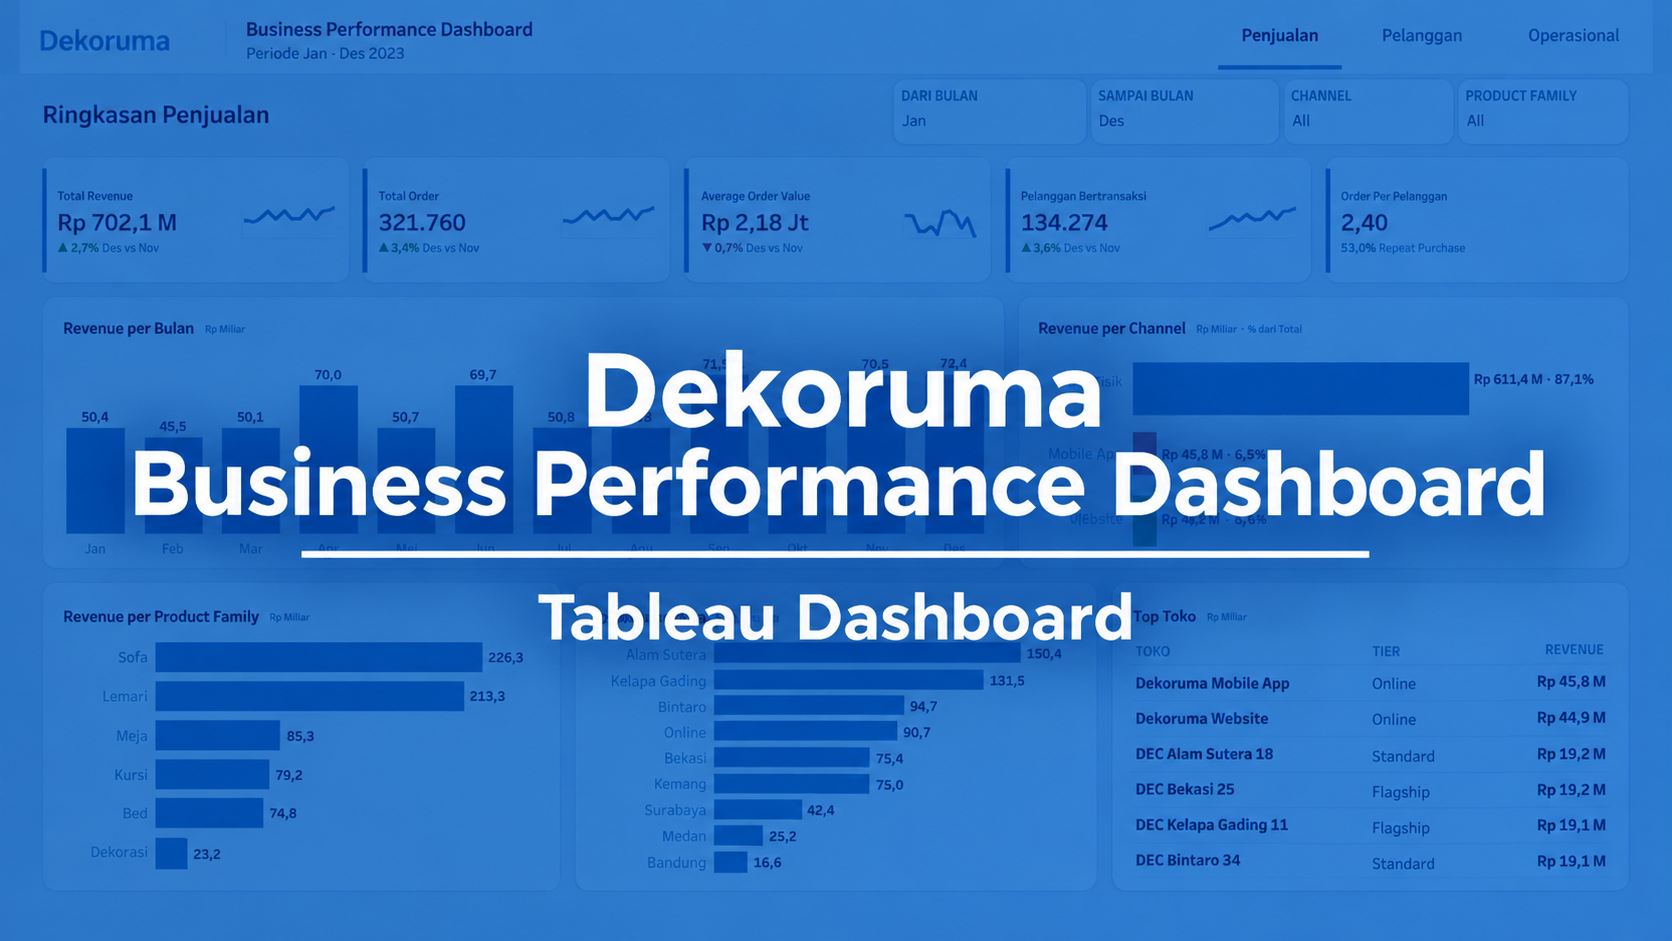 Dekoruma
Business Performance Dashboard
Periode Jan - Des 2023
Penjualan
Pelanggan
Operasional
Ringkasan Penjualan
DARI BULAN
Jan
SAMPAI BULAN
Des
CHANNEL
All
PRODUCT FAMILY
All
Total Revenue
Rp 702,1 M
▲ 2,7% Des vs Nov
Total Order
321.760
▲ 3,4% Des vs Nov
Average Order Value
Rp 2,18 Jt
▼ 0,7% Des vs Nov
Pelanggan Bertransaksi
134.274
▲ 3,6% Des vs Nov
Order Per Pelanggan
2,40
53,0% Repeat Purchase
Revenue per Bulan Rp Miliar
50,4
45,5
50,1
70,0
50,7
69,7
50,8
70,5
72,4
Jan
Feb
Mar
Apr
Mei
Jun
Jul
Sep
Okt
Nov
Des
Revenue per Channel Rp Miliar · % dari Total
Rp 611,4 M · 87,1%
Rp 45,8 M · 6,5%
Dekoruma
Business Performance Dashboard
Tableau Dashboard
Revenue per Product Family Rp Miliar
Sofa 226,3
Lemari 213,3
Meja 85,3
Kursi 79,2
Bed 74,8
Dekorasi 23,2
Alam Sutera 150,4
Kelapa Gading 131,5
Bintaro 94,7
Online 90,7
Bekasi 75,4
Kemang 75,0
Surabaya 42,4
Medan 25,2
Bandung 16,6
Top Toko Rp Miliar
TOKO TIER REVENUE
Dekoruma Mobile App Online Rp 45,8 M
Dekoruma Website Online Rp 44,9 M
DEC Alam Sutera 18 Standard Rp 19,2 M
DEC Bekasi 25 Flagship Rp 19,2 M
DEC Kelapa Gading 11 Flagship Rp 19,1 M
DEC Bintaro 34 Standard Rp 19,1 M